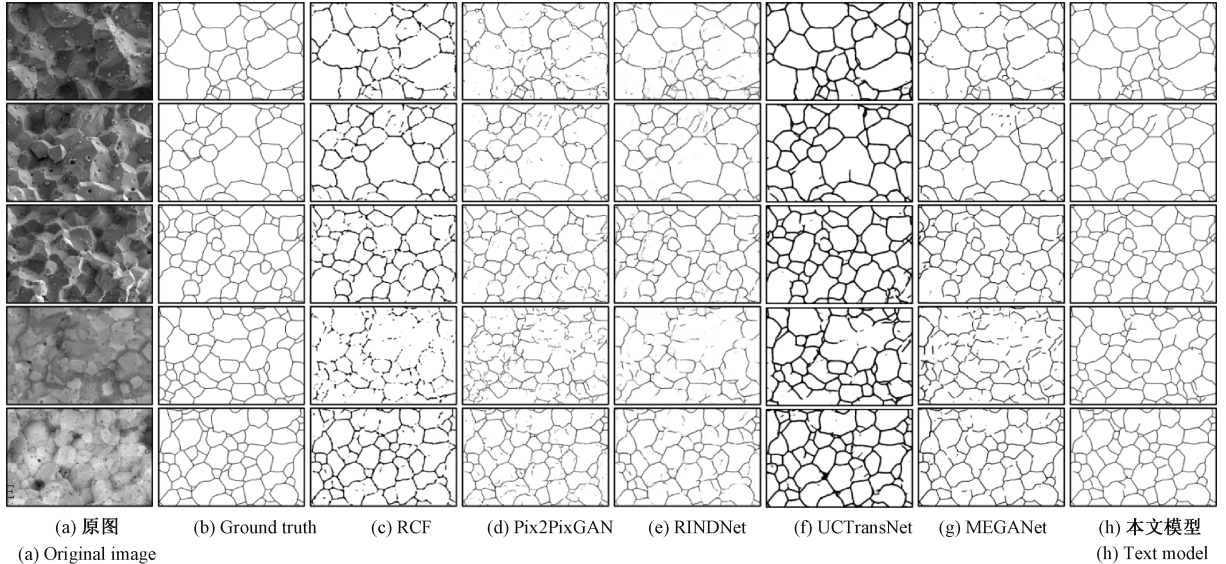 (a) 原图 (b) Ground truth (c) RCF (d) Pix2PixGAN (e) RINDNet (f) UCTransNet (g) MEGANet (h) 本文模型
(a) Original image (h) Text model